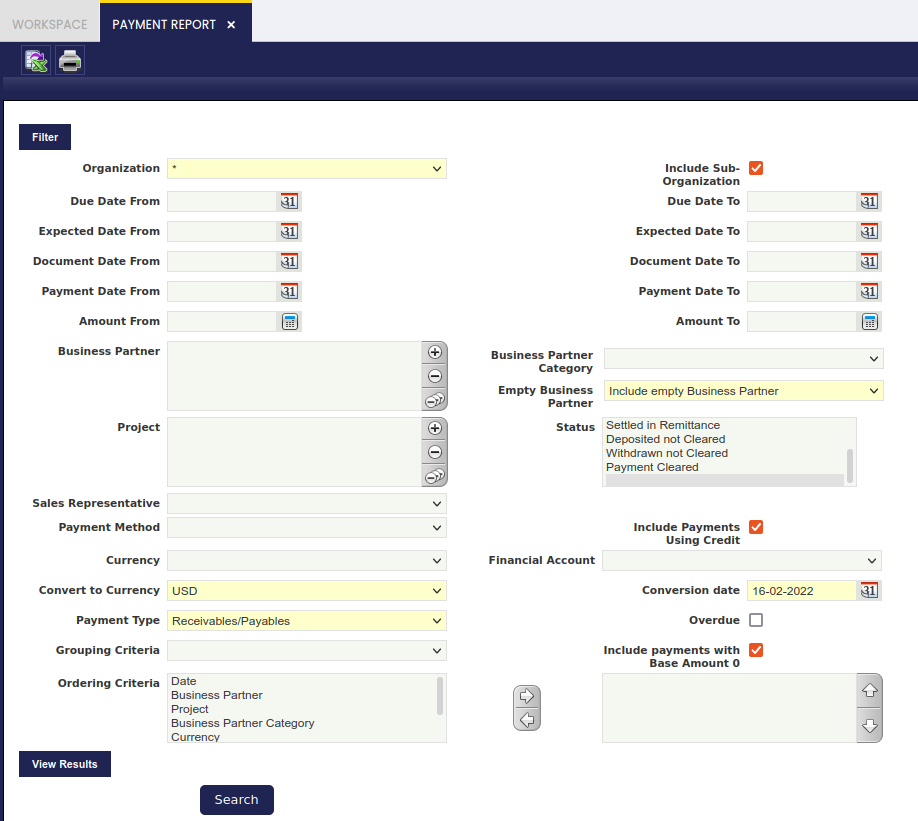 WORKSPACE
PAYMENT REPORT ×
Filter
Organization *
Include Sub-
Organization
Due Date From 31
Due Date To 31
Expected Date From 31
Expected Date To 31
Document Date From 31
Document Date To 31
Payment Date From 31
Payment Date To 31
Amount From
Amount To
Business Partner
Business Partner
Category
Empty Business
Partner
Include empty Business Partner
Project
Status
Settled in Remittance
Deposited not Cleared
Withdrawn not Cleared
Payment Cleared
Sales Representative
Payment Method
Include Payments
Using Credit
Currency
Financial Account
Convert to Currency USD
Conversion date 16-02-2022 31
Payment Type Receivables/Payables
Overdue
Grouping Criteria
Include payments with
Base Amount 0
Ordering Criteria
Date
Business Partner
Project
Business Partner Category
Currency
View Results
Search